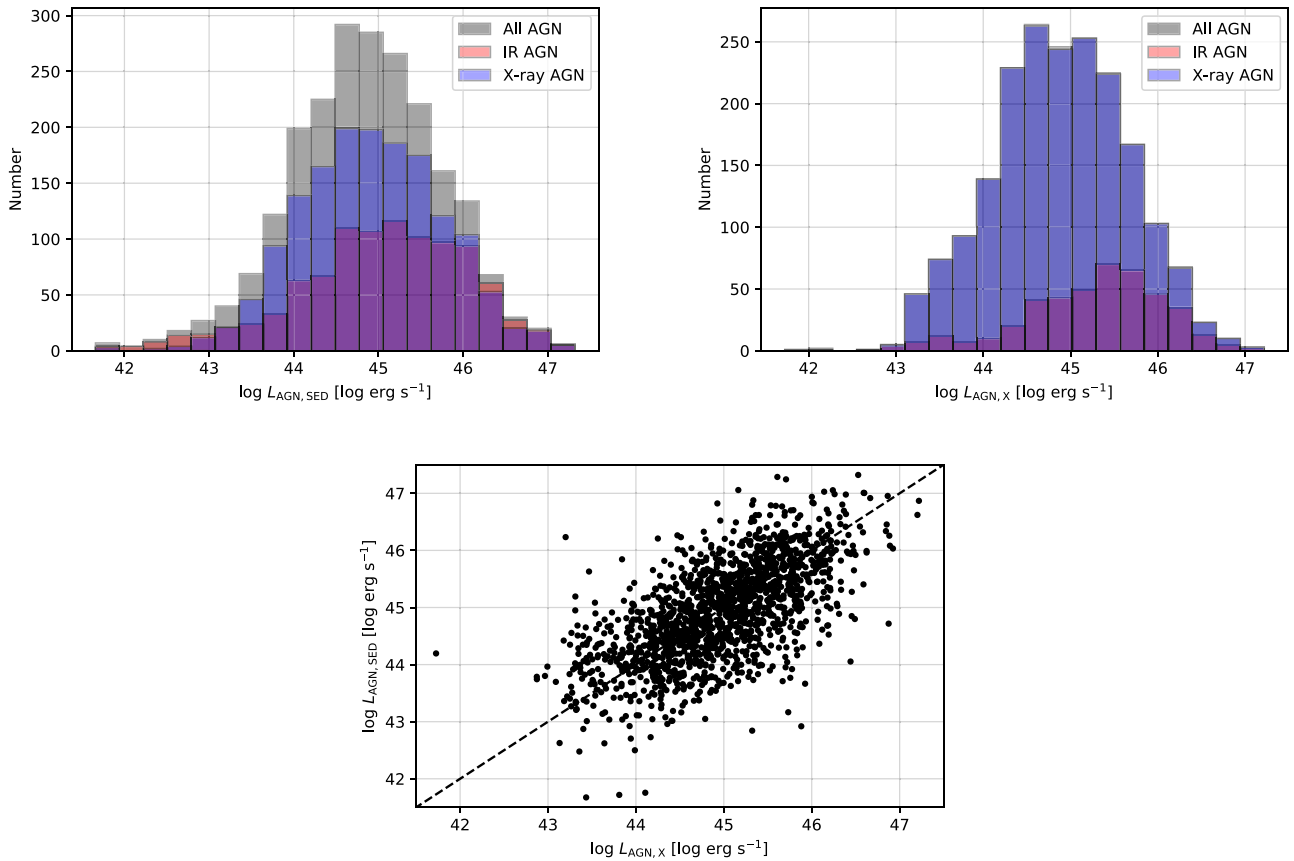 300
250
200
150
100
50
0
Number
42 43 44 45 46 47
log L_AGN, SED [log erg s⁻¹]
All AGN
IR AGN
X-ray AGN
250
200
150
100
50
0
Number
42 43 44 45 46 47
log L_AGN, X [log erg s⁻¹]
All AGN
IR AGN
X-ray AGN
47
46
45
44
43
42
log L_AGN, SED [log erg s⁻¹]
42 43 44 45 46 47
log L_AGN, X [log erg s⁻¹]